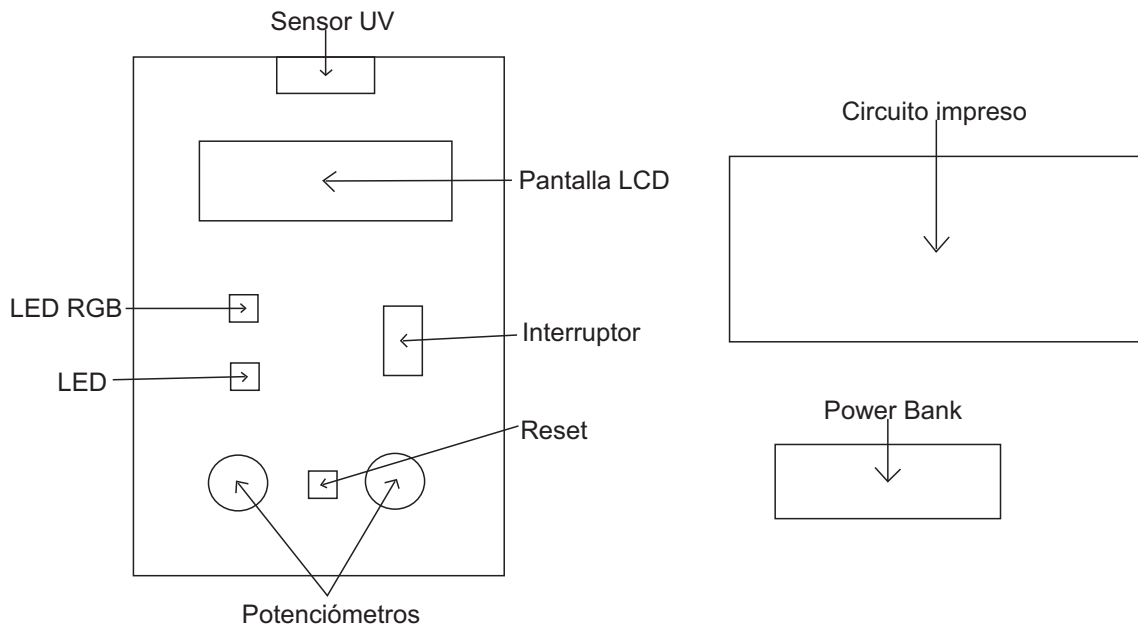 Sensor UV
Circuito impreso
Pantalla LCD
LED RGB
Interruptor
LED
Power Bank
Reset
Potenciómetros